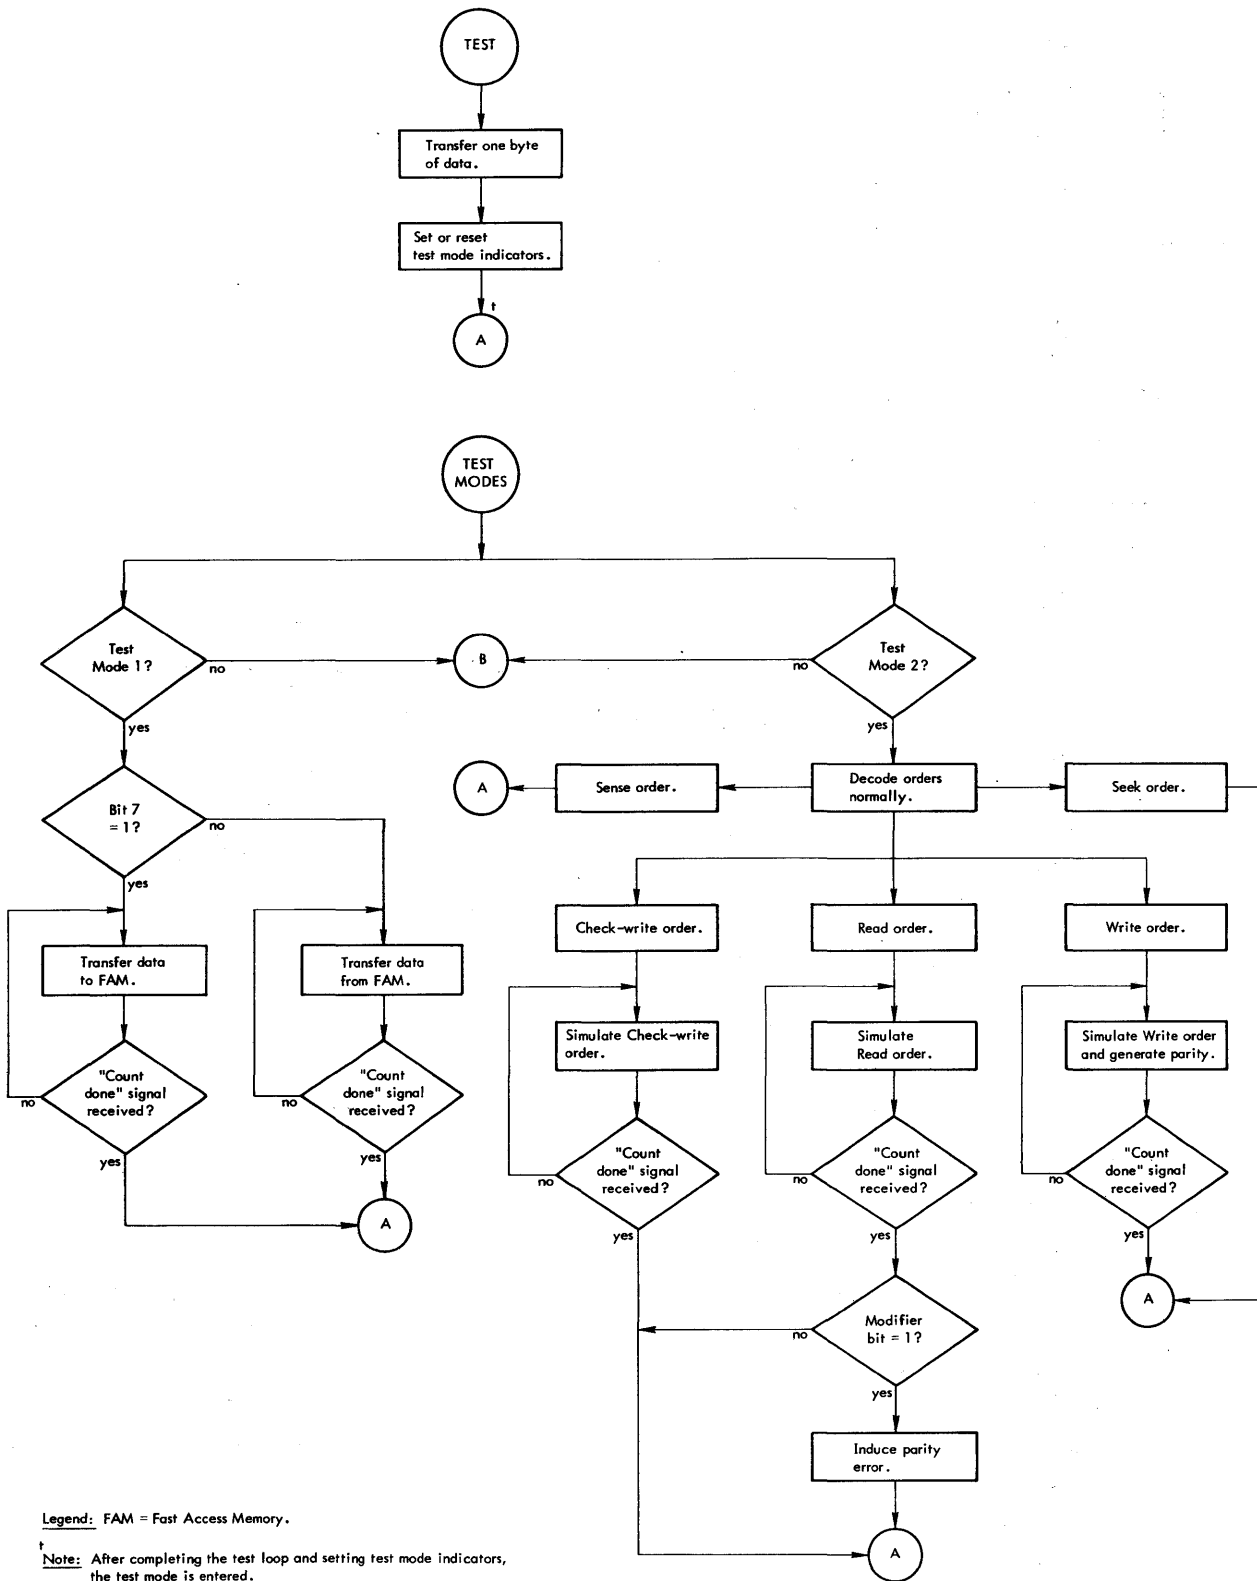 TEST
Transfer one byte
of data.
Set or reset
test mode indicators.
t
A
TEST
MODES
Test
Mode 1?
no
B
Test
Mode 2?
no
yes
yes
A
Sense order.
Decode orders
normally.
Seek order.
Bit 7
= 1?
no
yes
Check-write order.
Read order.
Write order.
Transfer data
to FAM.
Transfer data
from FAM.
Simulate Check-write
order.
Simulate
Read order.
Simulate Write order
and generate parity.
"Count
done" signal
received?
no
yes
"Count
done" signal
received?
no
yes
"Count
done" signal
received?
no
yes
"Count
done" signal
received?
no
yes
"Count
done" signal
received?
no
yes
A
A
Modifier
bit = 1?
no
yes
Induce parity
error.
A
Legend: FAM = Fast Access Memory.
t
Note: After completing the test loop and setting test mode indicators,
the test mode is entered.